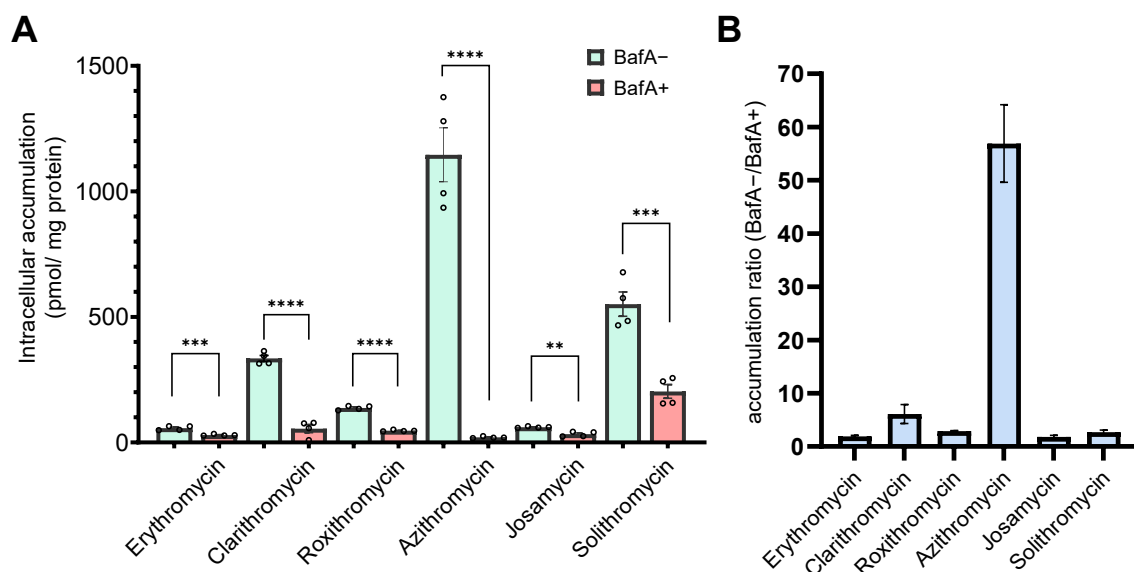 A
Intracellular accumulation
(pmol/ mg protein)
1500
1000
500
0
BafA−
BafA+
***
****
****
****
**
***
Erythromycin
Clarithromycin
Roxithromycin
Azithromycin
Josamycin
Solithromycin
B
accumulation ratio (BafA−/BafA+)
70
60
50
40
30
20
10
0
Erythromycin
Clarithromycin
Roxithromycin
Azithromycin
Josamycin
Solithromycin